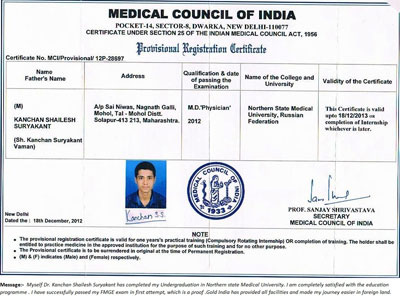 MEDICAL COUNCIL OF INDIA
POCKET-14, SECTOR-8, DWARKA, NEW DELHI-110077
CERTIFICATE UNDER SECTION 25 OF THE INDIAN MEDICAL COUNCIL ACT, 1956
Provisional Registration Certificate
Certificate No. MCI/Provisional/ 12P-28697
Name
Father's Name
Address
Qualification & date
of passing the
Examination
Name of the College and
University
Validity of the Certificate
(M)
KANCHAN SHAILESH
SURYAKANT
(Sh. Kanchan Suryakant
Vaman)
A/p Sai Niwas, Nagnath Galli,
Mohol, Tal - Mohol Distt.
Solapur-413 213, Maharashtra.
M.D.'Physician'
2012
Northern State Medical
University, Russian
Federation
This Certificate is valid
upto 18/12/2013 on
completion of Internship
whichever is later.
Kanchan S.S.
MEDICAL COUNCIL OF INDIA
1933
New Delhi
Dated the : 18th December, 2012
PROF. SANJAY SHRIVASTAVA
SECRETARY
MEDICAL COUNCIL OF INDIA
NOTE
• The provisional registration certificate is valid for one years's practical training (Compulsory Rotating Internship) OR completion of training. The holder shall be
entitled to practice medicine in the approved institution for the purpose of such training and for no other purpose.
• The provisional certificate is to be surrendered in original at the time of Permanent Registration.
• (M) & (F) indicates (Male) and (Female) respectively.
Message:- Myself Dr. Kanchan Shailesh Suryakant has completed my Undergraduation in Northern state Medical University. I am completely satisfied with the education
programme . I have successfully passed my FMGE exam in first attempt, which is a proof .Gold India has provided all facilities and made my journey easier in foreign land.